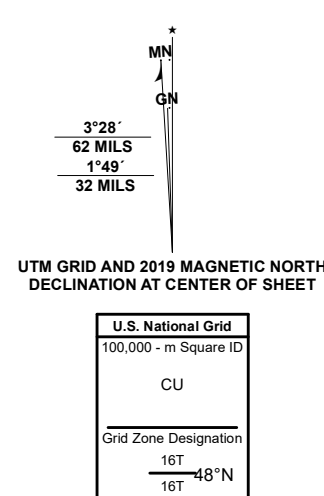 ★
MN
GN
3°28´
62 MILS
1°49´
32 MILS
UTM GRID AND 2019 MAGNETIC NORTH
DECLINATION AT CENTER OF SHEET
U.S. National Grid
100,000 - m Square ID
CU
Grid Zone Designation
16T
48°N
16T